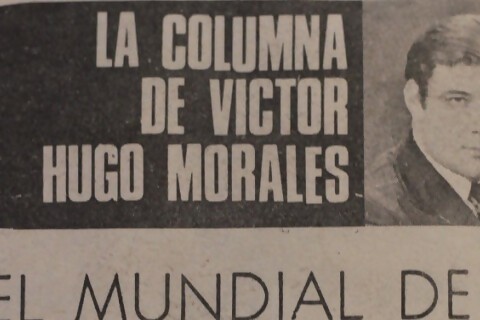 LA COLUMNA
DE VICTOR
HUGO MORALES
EL MUNDIAL DE